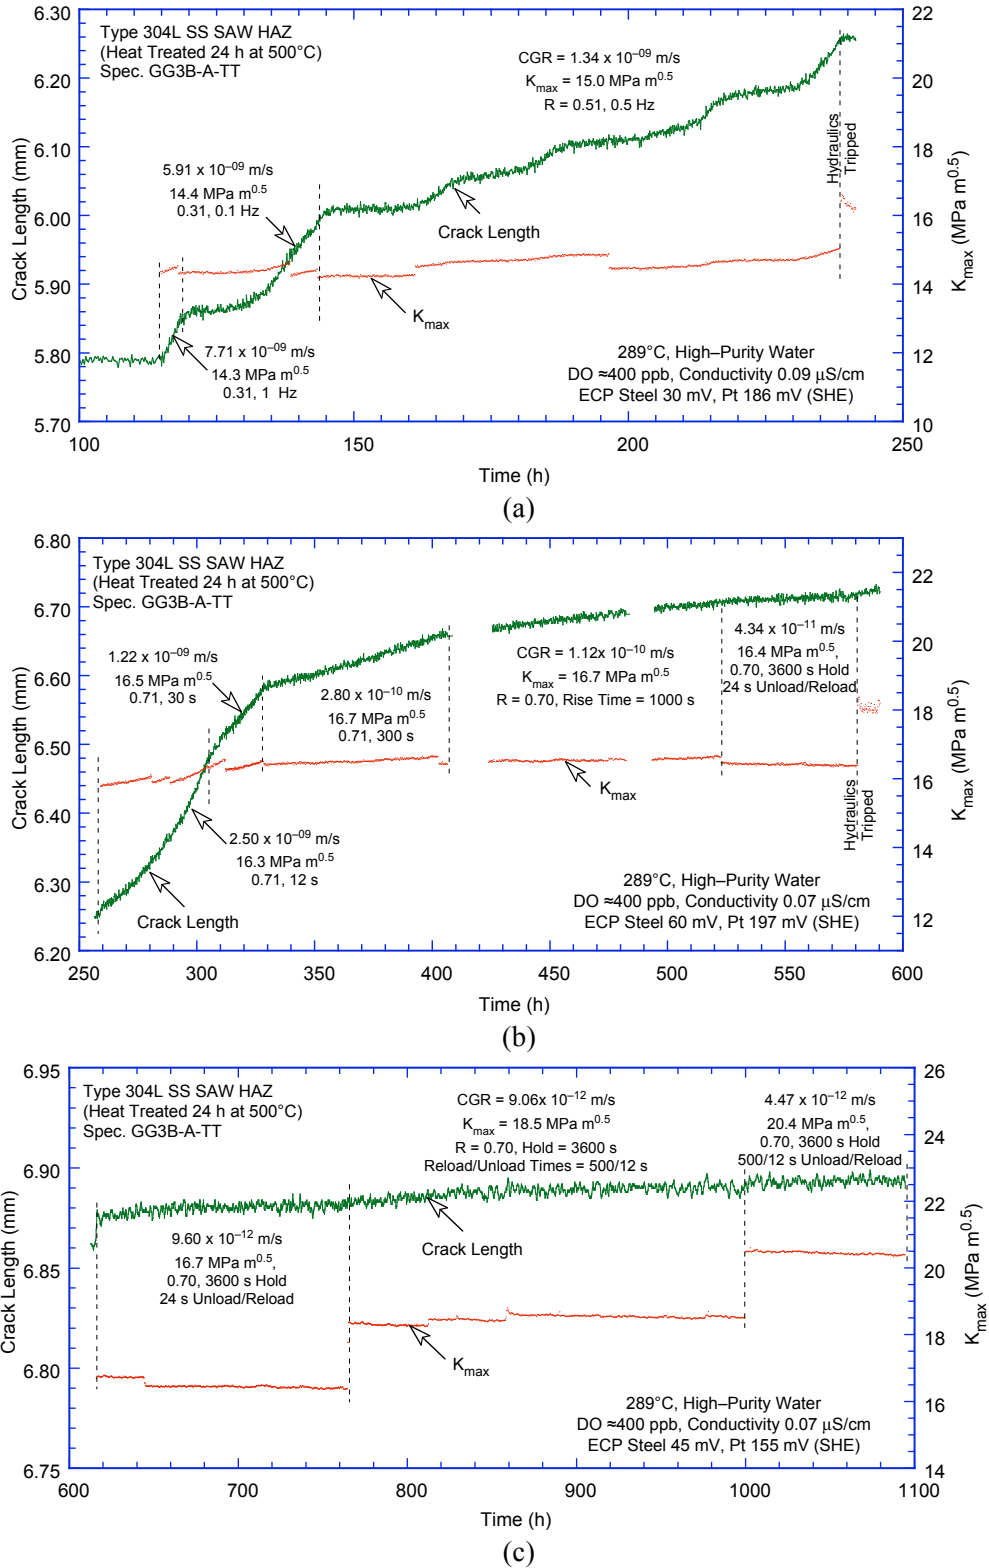 Type 304L SS SAW HAZ
(Heat Treated 24 h at 500°C)
Spec. GG3B-A-TT
CGR = 1.34 x 10–09 m/s
Kmax = 15.0 MPa m0.5
R = 0.51, 0.5 Hz
5.91 x 10–09 m/s
14.4 MPa m0.5
0.31, 0.1 Hz
Crack Length
Kmax
7.71 x 10–09 m/s
14.3 MPa m0.5
0.31, 1 Hz
Hydraulics
Tripped
289°C, High–Purity Water
DO ≈400 ppb, Conductivity 0.09 µS/cm
ECP Steel 30 mV, Pt 186 mV (SHE)
Crack Length (mm)
6.30
6.20
6.10
6.00
5.90
5.80
5.70
Kmax (MPa m0.5)
22
20
18
16
14
12
10
100
150
200
250
Time (h)
(a)
Type 304L SS SAW HAZ
(Heat Treated 24 h at 500°C)
Spec. GG3B-A-TT
1.22 x 10–09 m/s
16.5 MPa m0.5
0.71, 30 s
2.80 x 10–10 m/s
16.7 MPa m0.5
0.71, 300 s
CGR = 1.12x 10–10 m/s
Kmax = 16.7 MPa m0.5
R = 0.70, Rise Time = 1000 s
4.34 x 10–11 m/s
16.4 MPa m0.5,
0.70, 3600 s Hold
24 s Unload/Reload
Kmax
2.50 x 10–09 m/s
16.3 MPa m0.5
0.71, 12 s
Crack Length
Hydraulics
Tripped
289°C, High–Purity Water
DO ≈400 ppb, Conductivity 0.07 µS/cm
ECP Steel 60 mV, Pt 197 mV (SHE)
Crack Length (mm)
6.80
6.70
6.60
6.50
6.40
6.30
6.20
Kmax (MPa m0.5)
22
20
18
16
14
12
250
300
350
400
450
500
550
600
Time (h)
(b)
Type 304L SS SAW HAZ
(Heat Treated 24 h at 500°C)
Spec. GG3B-A-TT
CGR = 9.06x 10–12 m/s
Kmax = 18.5 MPa m0.5
R = 0.70, Hold = 3600 s
Reload/Unload Times = 500/12 s
4.47 x 10–12 m/s
20.4 MPa m0.5,
0.70, 3600 s Hold
500/12 s Unload/Reload
9.60 x 10–12 m/s
16.7 MPa m0.5,
0.70, 3600 s Hold
24 s Unload/Reload
Crack Length
Kmax
289°C, High–Purity Water
DO ≈400 ppb, Conductivity 0.07 µS/cm
ECP Steel 45 mV, Pt 155 mV (SHE)
Crack Length (mm)
6.95
6.90
6.85
6.80
6.75
Kmax (MPa m0.5)
26
24
22
20
18
16
14
600
700
800
900
1000
1100
Time (h)
(c)